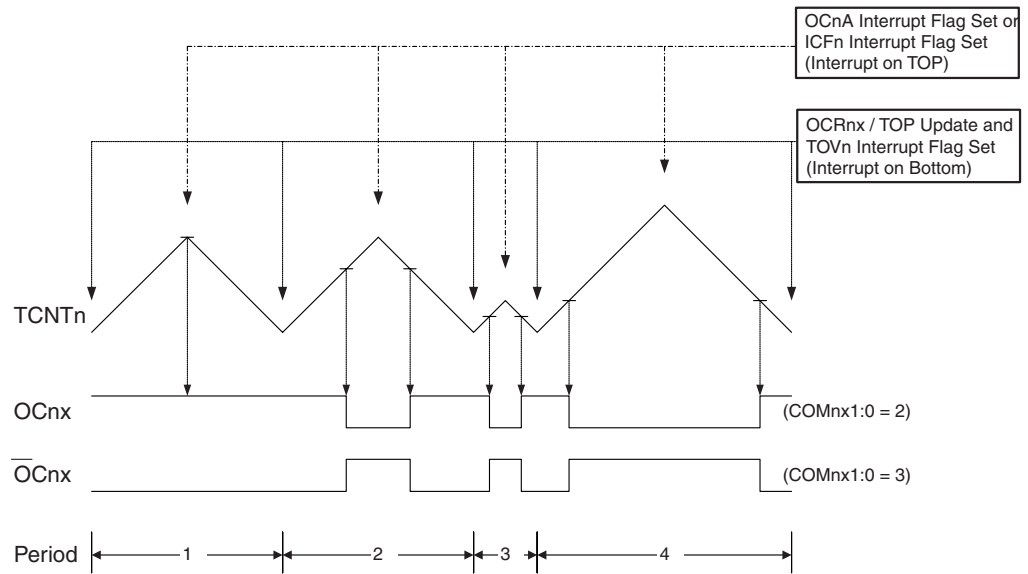 OCnA Interrupt Flag Set or
ICFn Interrupt Flag Set
(Interrupt on TOP)
OCRnx / TOP Update and
TOVn Interrupt Flag Set
(Interrupt on Bottom)
TCNTn
OCnx
(COMnx1:0 = 2)
O̅Cnx
(COMnx1:0 = 3)
Period
1
2
3
4